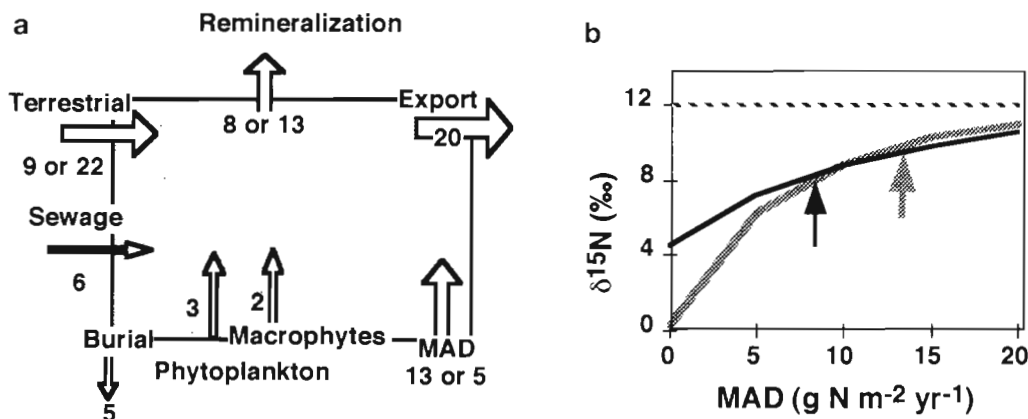 a
Remineralization
Terrestrial
Export
8 or 13
20
9 or 22
Sewage
6
3
2
Burial
Macrophytes
MAD
Phytoplankton
13 or 5
5
b
δ15N (‰)
12
8
4
0
0 5 10 15 20
MAD (g N m-2 yr-1)